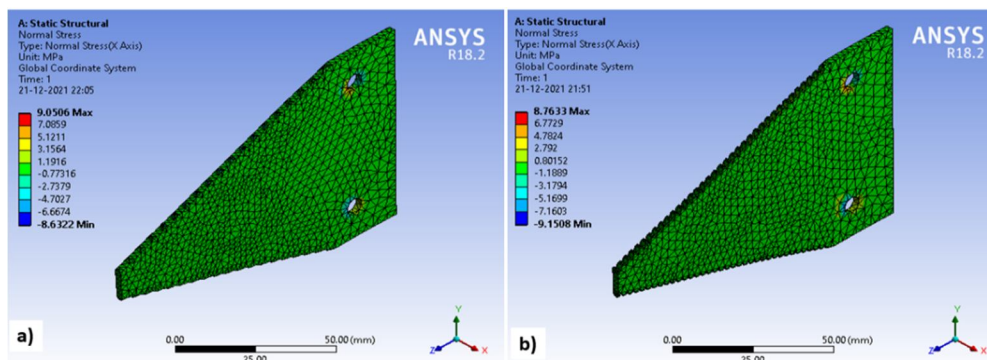 A: Static Structural
Normal Stress
Type: Normal Stress(X Axis)
Unit: MPa
Global Coordinate System
Time: 1
21-12-2021 22:05
9.0506 Max
7.0859
5.1211
3.1564
1.1916
-0.77316
-2.7379
-4.7027
-6.6674
-8.6322 Min
ANSYS
R18.2
0.00
50.00 (mm)
25.00
Y
Z
X
a)
A: Static Structural
Normal Stress
Type: Normal Stress(X Axis)
Unit: MPa
Global Coordinate System
Time: 1
21-12-2021 21:51
8.7633 Max
6.7729
4.7824
2.792
0.80152
-1.1889
-3.1794
-5.1699
-7.1603
-9.1508 Min
ANSYS
R18.2
0.00
50.00 (mm)
25.00
Y
Z
X
b)